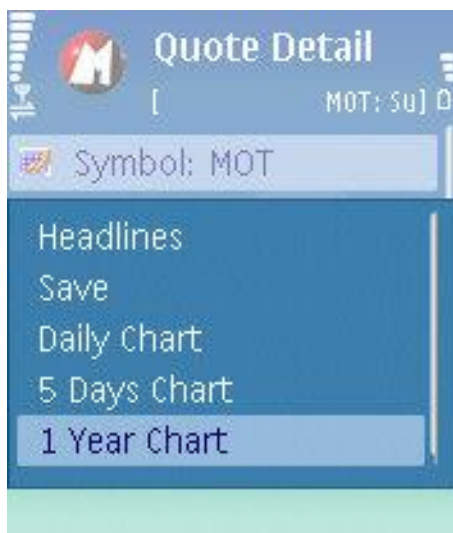 Quote Detail
[ MOT: Su]
Symbol: MOT
Headlines
Save
Daily Chart
5 Days Chart
1 Year Chart